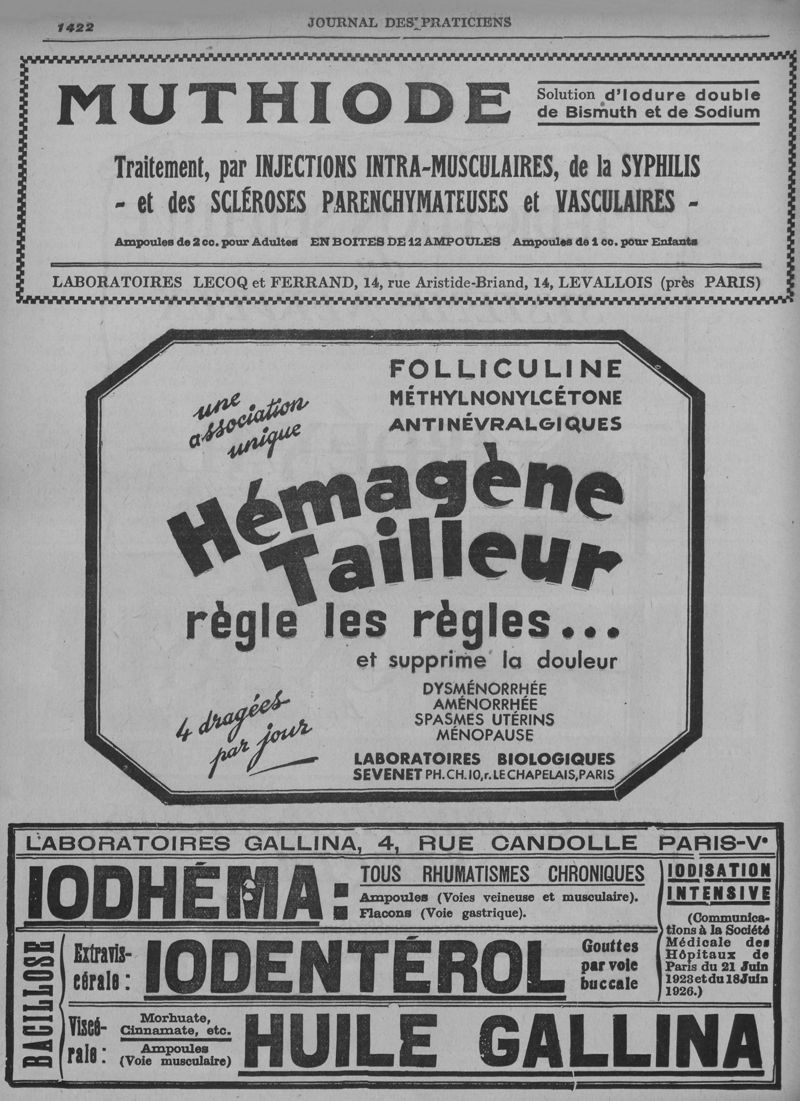 1422
JOURNAL DES PRATICIENS
MUTHIODE
Solution d'Iodure double
de Bismuth et de Sodium
Traitement, par INJECTIONS INTRA-MUSCULAIRES, de la SYPHILIS
- et des SCLÉROSES PARENCHYMATEUSES et VASCULAIRES -
Ampoules de 2 cc. pour Adultes EN BOITES DE 12 AMPOULES Ampoules de 1 cc. pour Enfants
LABORATOIRES LECOQ et FERRAND, 14, rue Aristide-Briand, 14, LEVALLOIS (près PARIS)
une
association
unique
FOLLICULINE
MÉTHYLNONYLCÉTONE
ANTINÉVRALGIQUES
Hémagène
Tailleur
règle les règles...
et supprime la douleur
4 dragées
par jour
DYSMÉNORRHÉE
AMÉNORRHÉE
SPASMES UTÉRINS
MÉNOPAUSE
LABORATOIRES BIOLOGIQUES
SEVENET PH. CH. 10, r. LE CHAPELAIS, PARIS
LABORATOIRES GALLINA, 4, RUE CANDOLLE PARIS-Ve
IODHÉMA :
TOUS RHUMATISMES CHRONIQUES
Ampoules (Voies veineuse et musculaire).
Flacons (Voie gastrique).
IODISATION
INTENSIVE
(Communica-
tions à la Société
Médicale des
Hôpitaux de
Paris du 21 Juin
1923 et du 18 Juin
1926.)
BACILLOSE
Extravis-
cérale :
IODENTÉROL
Gouttes
par voie
buccale
Viscé-
rale :
Morhuate,
Cinnamate, etc.
Ampoules
(Voie musculaire)
HUILE GALLINA